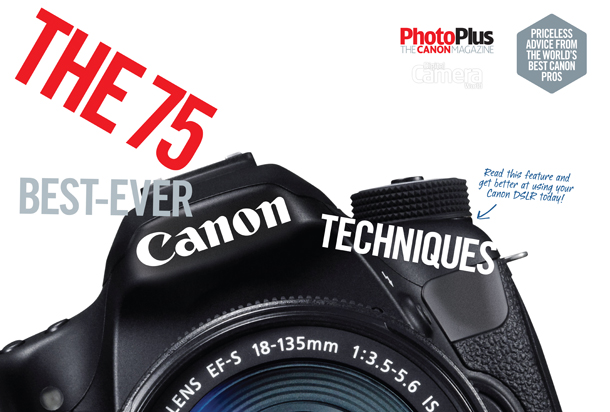 THE 75
BEST-EVER
Canon
TECHNIQUES
PhotoPlus
THE CANON MAGAZINE
Digital
Camera
World
PRICELESS
ADVICE FROM
THE WORLD'S
BEST CANON
PROS
Read this feature and
get better at using your
Canon DSLR today!
LENS EF-S 18-135mm 1:3.5-5.6 IS